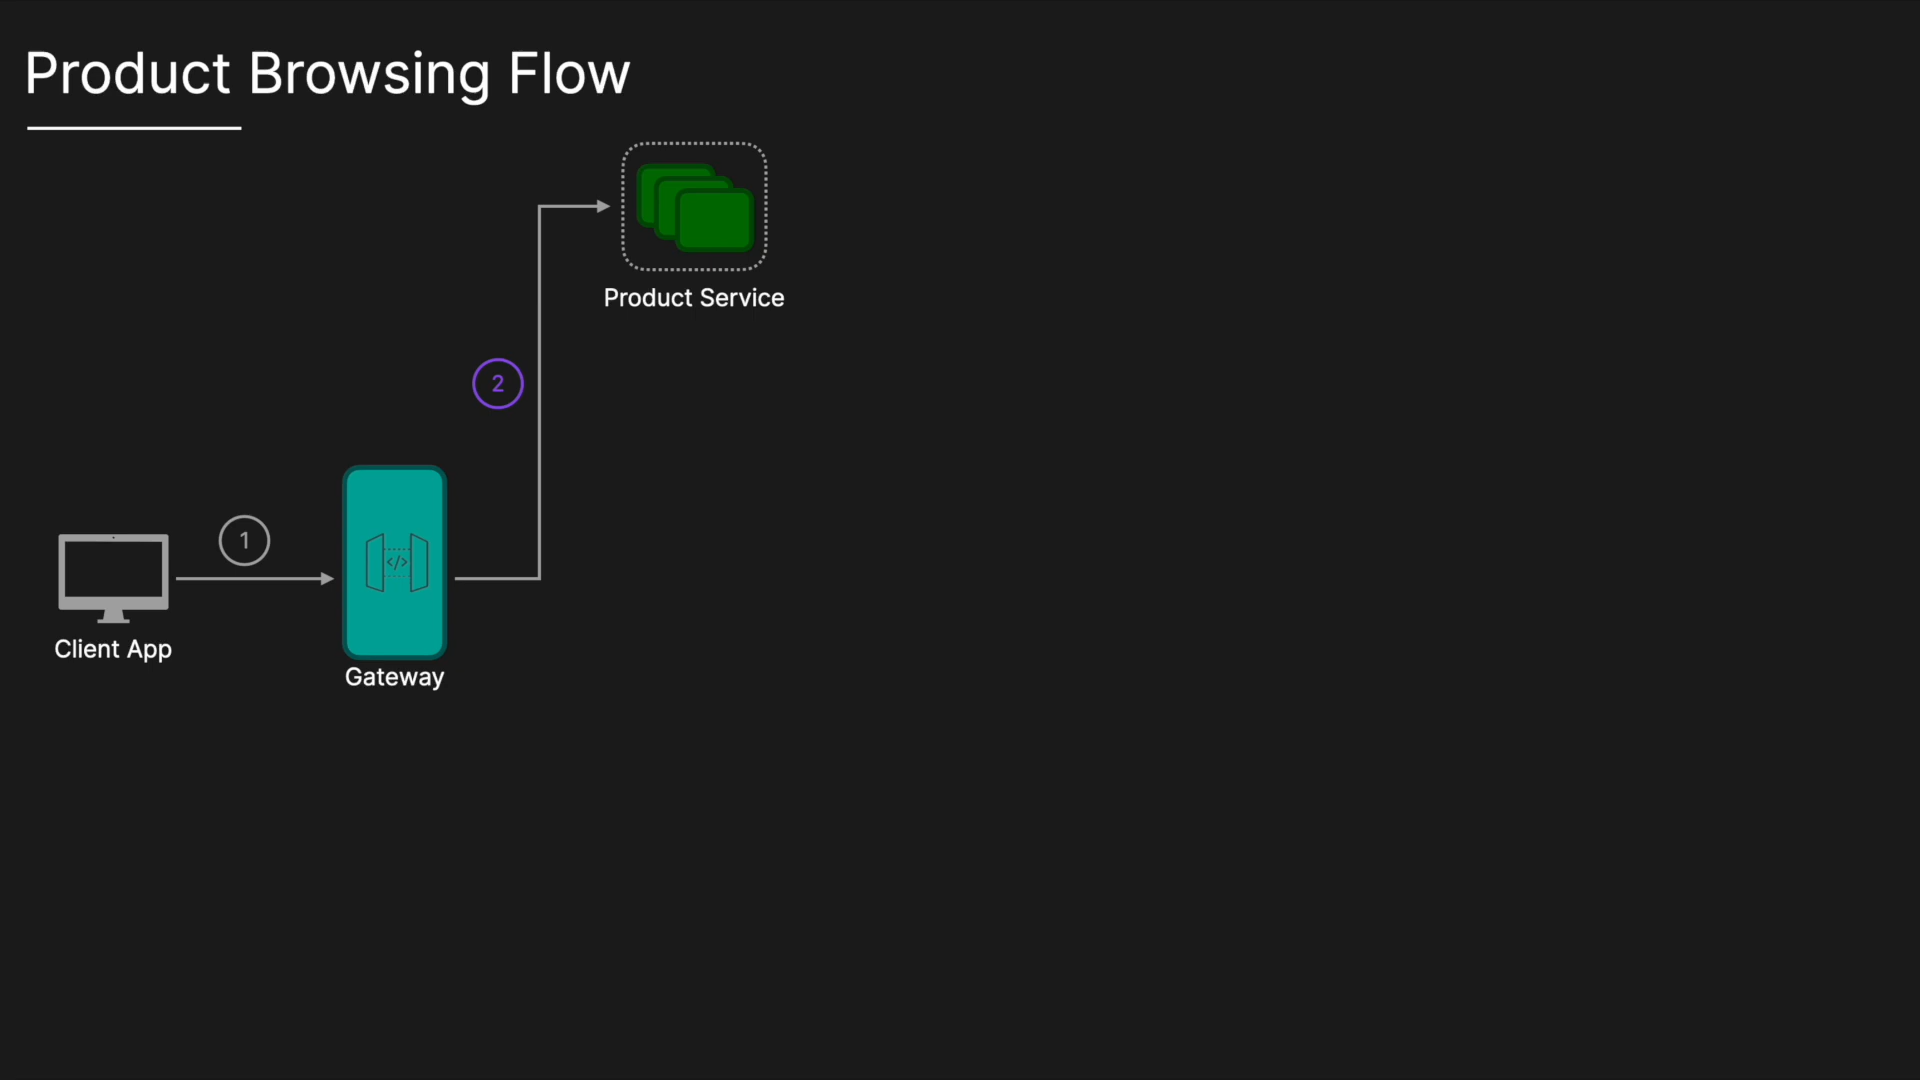 Product Browsing Flow
Product Service
2
1
</>
Client App
Gateway